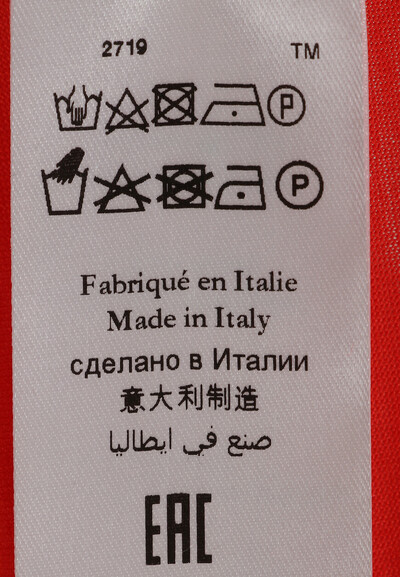 2719 TM
P
P
Fabriqué en Italie
Made in Italy
сделано в Италии
意大利制造
صنع في ايطاليا
EAC